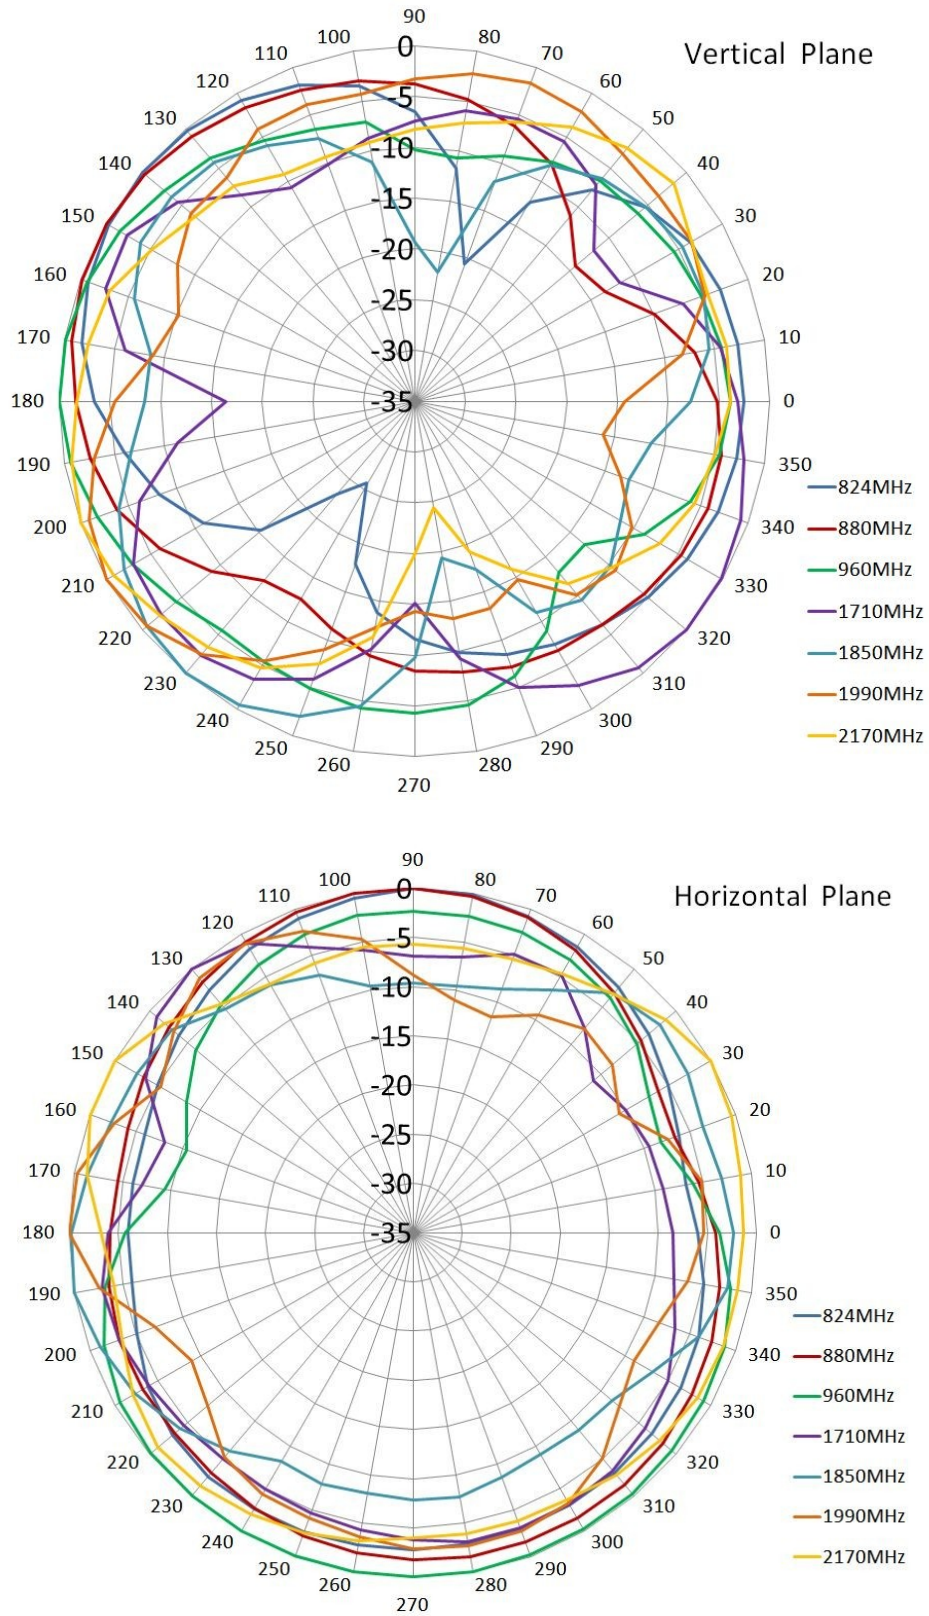 90
100 80
110 70
0
Vertical Plane
120 60
-5
130 50
-10
140 40
-15
150 30
-20
160 20
-25
170 10
-30
180 -35 0
190 350
824MHz
200 340
880MHz
960MHz
210 330
1710MHz
220 320
1850MHz
230 310
1990MHz
240 300
2170MHz
250 290
260 280
270
90
100 80
0
110 70
Horizontal Plane
120 60
-5
130 50
-10
140 40
-15
150 30
-20
160 20
-25
170 10
-30
180 -35 0
190 350
824MHz
200 340
880MHz
960MHz
210 330
1710MHz
220 320
1850MHz
230 310
1990MHz
240 300
2170MHz
250 290
260 280
270